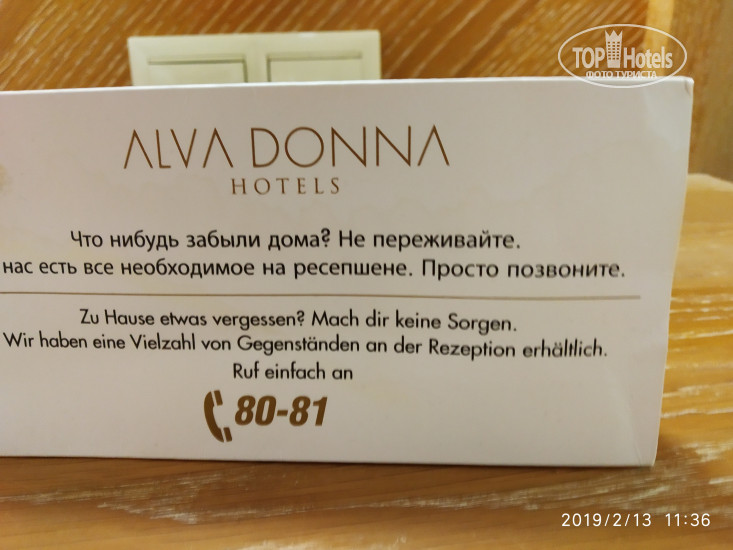 TOP Hotels
ФОТО ТУРИСТА
ALVA DONNA
HOTELS
Что нибудь забыли дома? Не переживайте.
нас есть все необходимое на ресепшене. Просто позвоните.
Zu Hause etwas vergessen? Mach dir keine Sorgen.
Wir haben eine Vielzahl von Gegenständen an der Rezeption erhältlich.
Ruf einfach an
80-81
2019/2/13 11:36